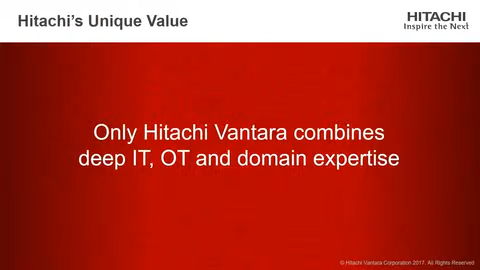 Hitachi's Unique Value
HITACHI
Inspire the Next
Only Hitachi Vantara combines
deep IT, OT and domain expertise
© Hitachi Vantara Corporation 2017. All Rights Reserved